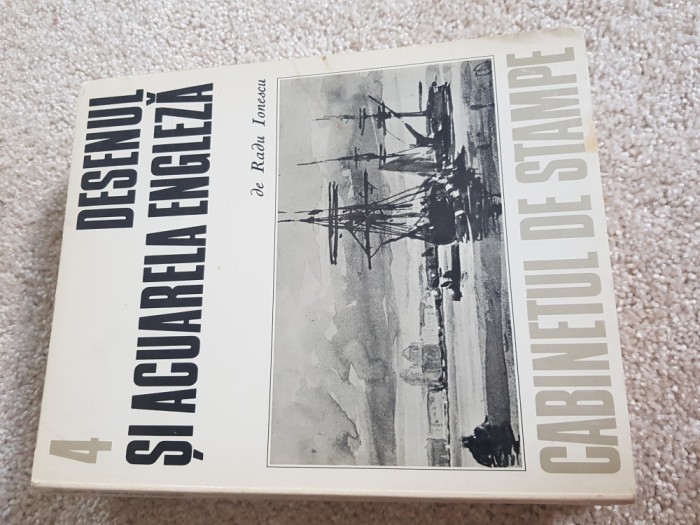 4
DESENUL
ȘI ACUARELA ENGLEZĂ
de Radu Ionescu
CABINETUL DE STAMPE